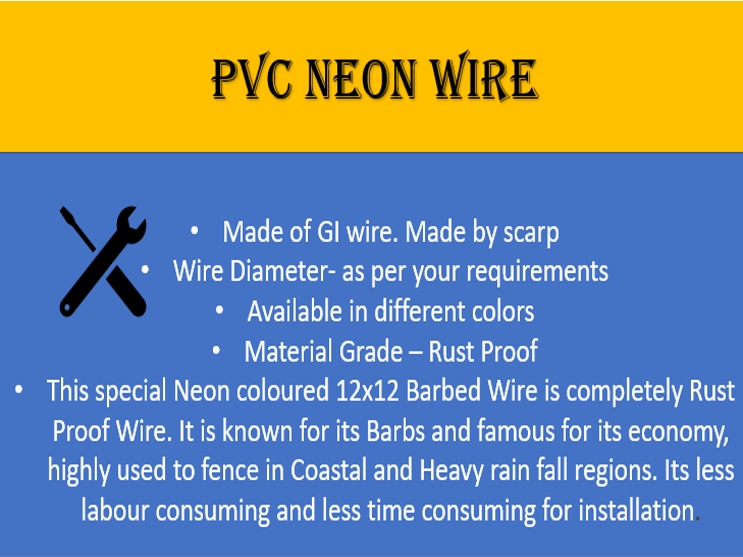 PVC NEON WIRE
• Made of GI wire. Made by scarp
• Wire Diameter- as per your requirements
• Available in different colors
• Material Grade – Rust Proof
• This special Neon coloured 12x12 Barbed Wire is completely Rust
Proof Wire. It is known for its Barbs and famous for its economy,
highly used to fence in Coastal and Heavy rain fall regions. Its less
labour consuming and less time consuming for installation.